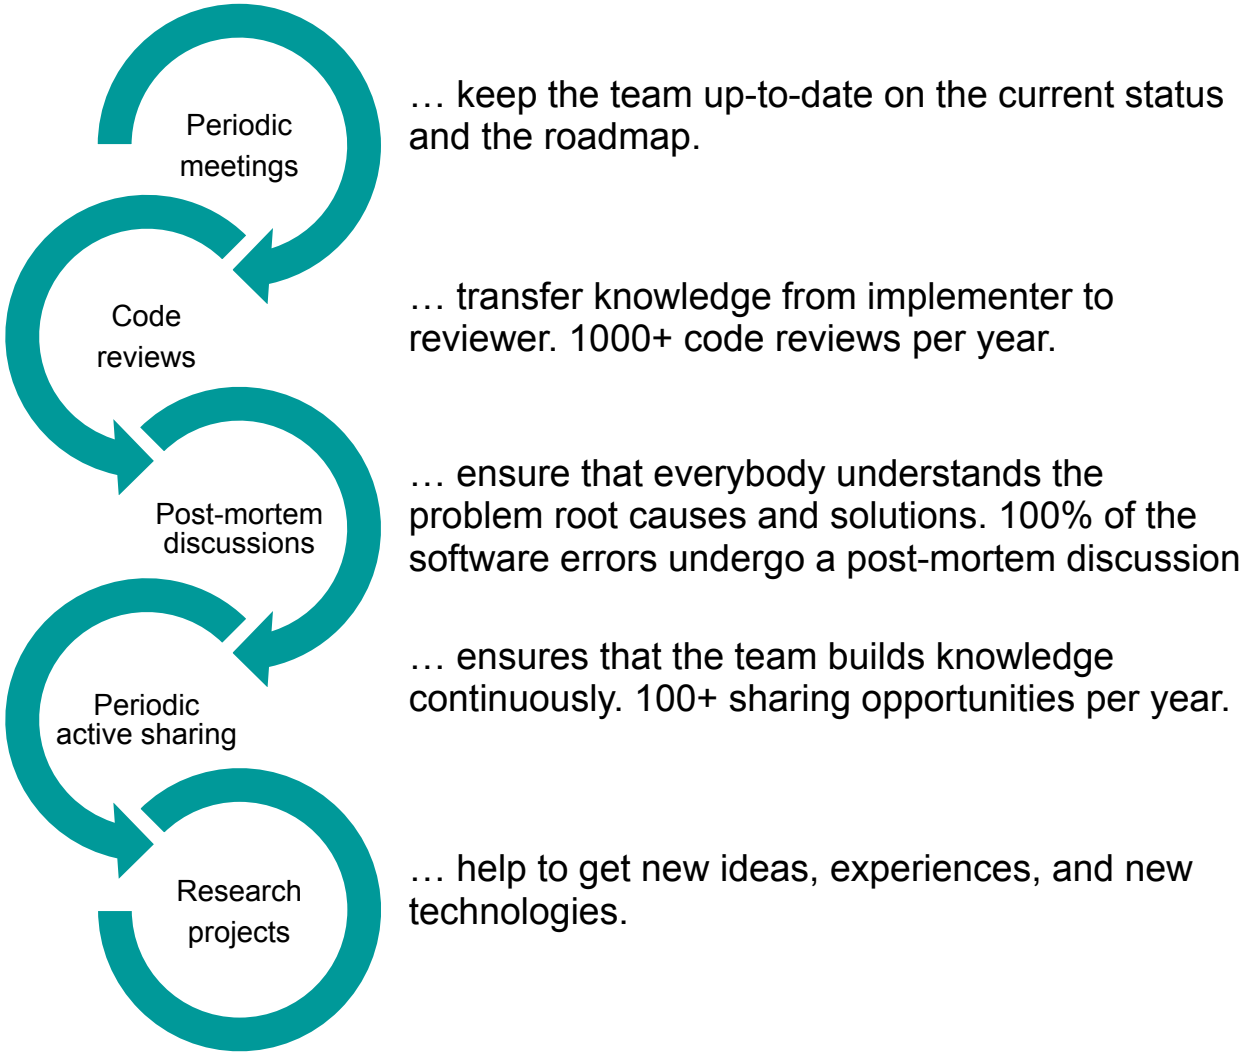 Periodic
meetings
… keep the team up-to-date on the current status
and the roadmap.
Code
reviews
… transfer knowledge from implementer to
reviewer. 1000+ code reviews per year.
Post-mortem
discussions
… ensure that everybody understands the
problem root causes and solutions. 100% of the
software errors undergo a post-mortem discussion
Periodic
active sharing
… ensures that the team builds knowledge
continuously. 100+ sharing opportunities per year.
Research
projects
… help to get new ideas, experiences, and new
technologies.